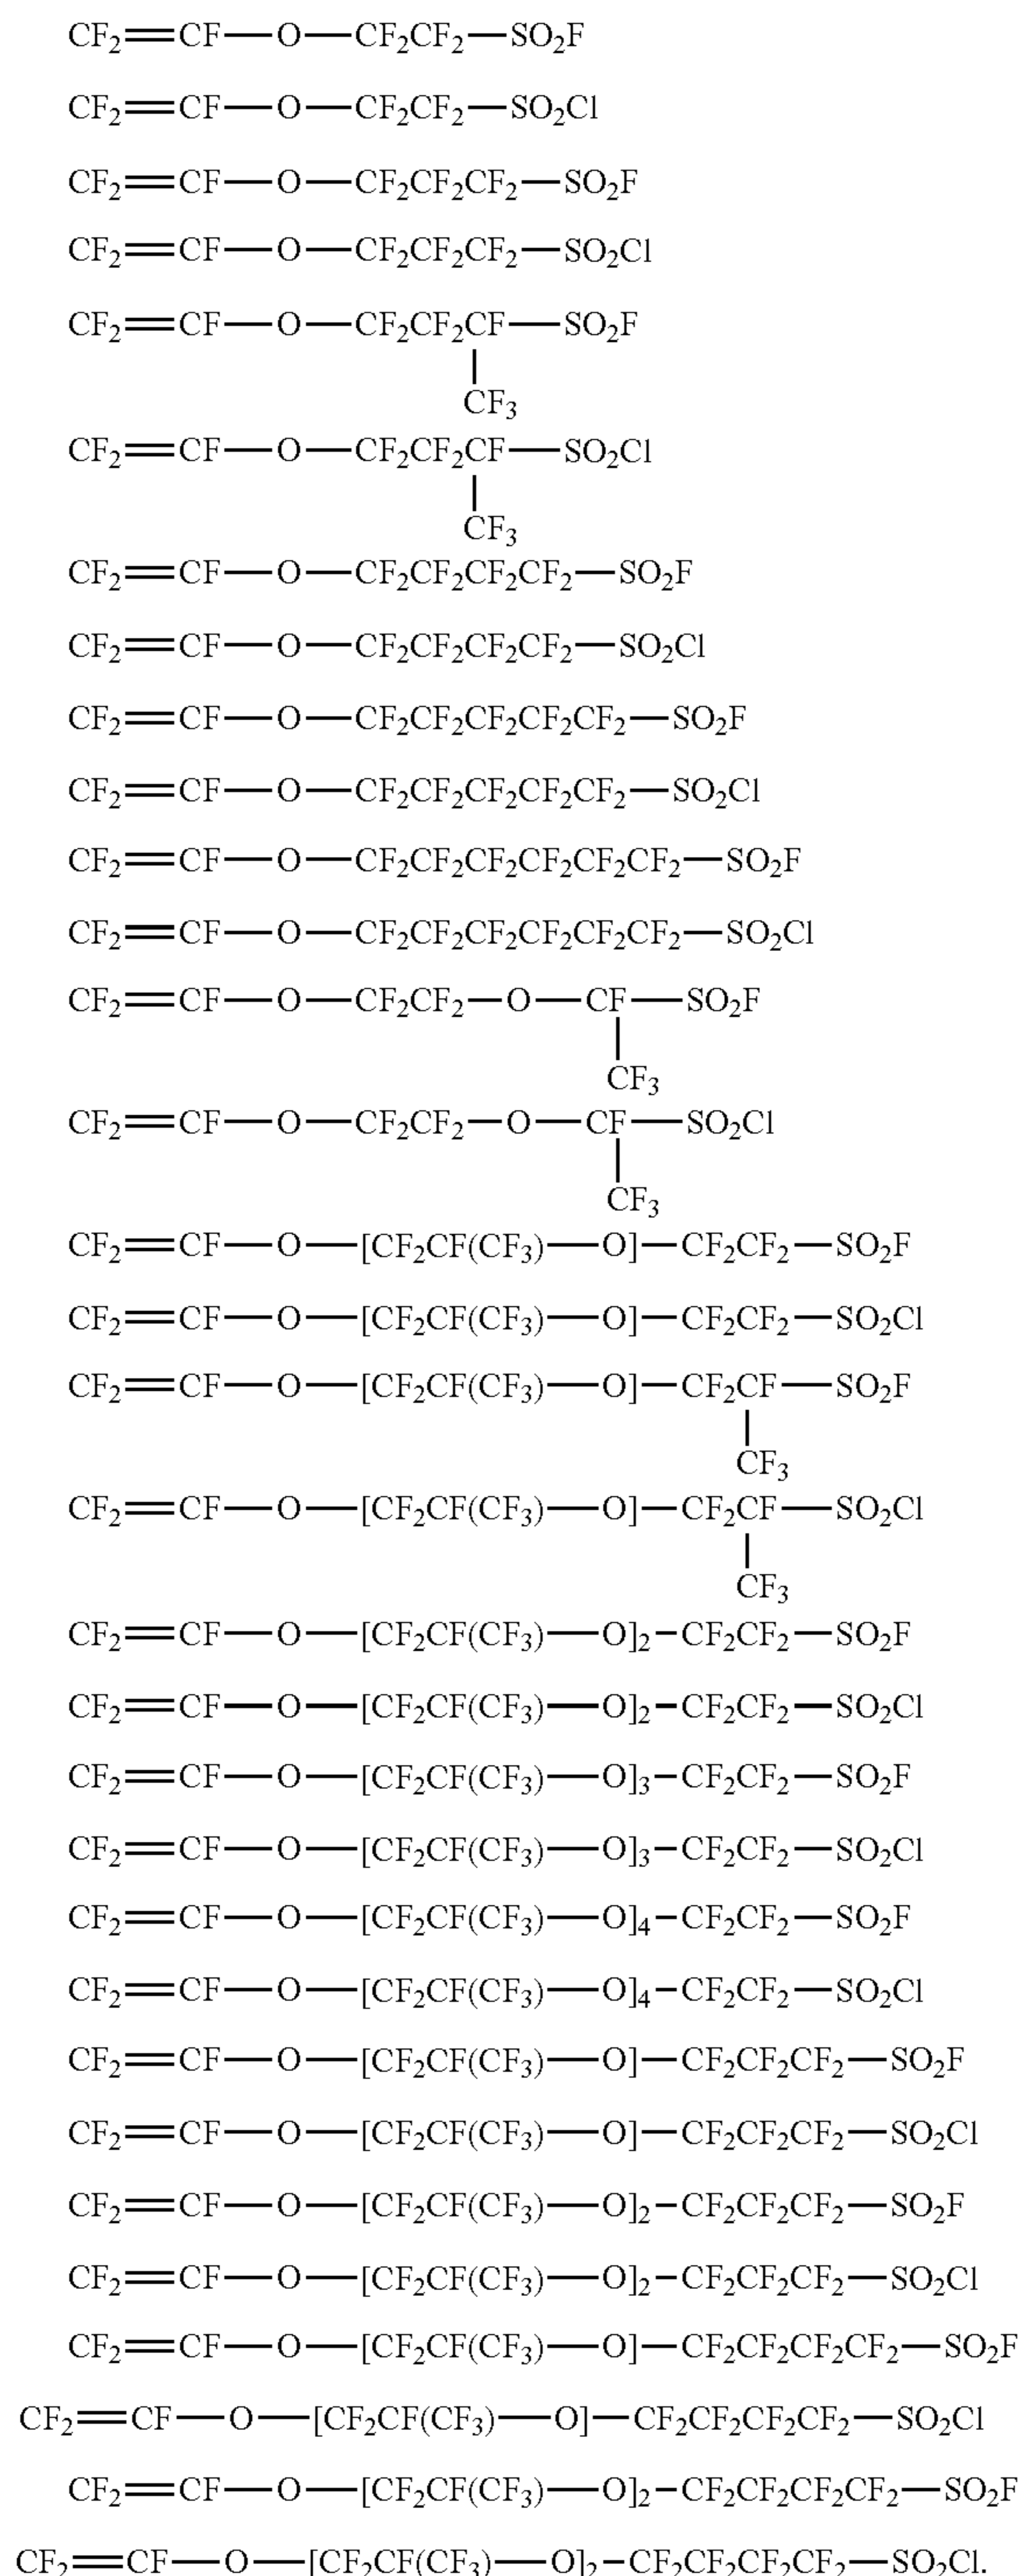 CF₂=CF—O—CF₂CF₂—SO₂F
CF₂=CF—O—CF₂CF₂—SO₂Cl
CF₂=CF—O—CF₂CF₂CF₂—SO₂F
CF₂=CF—O—CF₂CF₂CF₂—SO₂Cl
CF₂=CF—O—CF₂CF₂CF—SO₂F
CF₃
CF₂=CF—O—CF₂CF₂CF—SO₂Cl
CF₃
CF₂=CF—O—CF₂CF₂CF₂CF₂—SO₂F
CF₂=CF—O—CF₂CF₂CF₂CF₂—SO₂Cl
CF₂=CF—O—CF₂CF₂CF₂CF₂CF₂—SO₂F
CF₂=CF—O—CF₂CF₂CF₂CF₂CF₂—SO₂Cl
CF₂=CF—O—CF₂CF₂CF₂CF₂CF₂CF₂—SO₂F
CF₂=CF—O—CF₂CF₂CF₂CF₂CF₂CF₂—SO₂Cl
CF₂=CF—O—CF₂CF₂—O—CF—SO₂F
CF₃
CF₂=CF—O—CF₂CF₂—O—CF—SO₂Cl
CF₃
CF₂=CF—O—[CF₂CF(CF₃)—O]—CF₂CF₂—SO₂F
CF₂=CF—O—[CF₂CF(CF₃)—O]—CF₂CF₂—SO₂Cl
CF₂=CF—O—[CF₂CF(CF₃)—O]—CF₂CF—SO₂F
CF₃
CF₂=CF—O—[CF₂CF(CF₃)—O]—CF₂CF—SO₂Cl
CF₃
CF₂=CF—O—[CF₂CF(CF₃)—O]₂—CF₂CF₂—SO₂F
CF₂=CF—O—[CF₂CF(CF₃)—O]₂—CF₂CF₂—SO₂Cl
CF₂=CF—O—[CF₂CF(CF₃)—O]₃—CF₂CF₂—SO₂F
CF₂=CF—O—[CF₂CF(CF₃)—O]₃—CF₂CF₂—SO₂Cl
CF₂=CF—O—[CF₂CF(CF₃)—O]₄—CF₂CF₂—SO₂F
CF₂=CF—O—[CF₂CF(CF₃)—O]₄—CF₂CF₂—SO₂Cl
CF₂=CF—O—[CF₂CF(CF₃)—O]—CF₂CF₂CF₂—SO₂F
CF₂=CF—O—[CF₂CF(CF₃)—O]—CF₂CF₂CF₂—SO₂Cl
CF₂=CF—O—[CF₂CF(CF₃)—O]₂—CF₂CF₂CF₂—SO₂F
CF₂=CF—O—[CF₂CF(CF₃)—O]₂—CF₂CF₂CF₂—SO₂Cl
CF₂=CF—O—[CF₂CF(CF₃)—O]—CF₂CF₂CF₂CF₂—SO₂F
CF₂=CF—O—[CF₂CF(CF₃)—O]—CF₂CF₂CF₂CF₂—SO₂Cl
CF₂=CF—O—[CF₂CF(CF₃)—O]₂—CF₂CF₂CF₂CF₂—SO₂F
CF₂=CF—O—[CF₂CF(CF₃)—O]₂—CF₂CF₂CF₂CF₂—SO₂Cl.